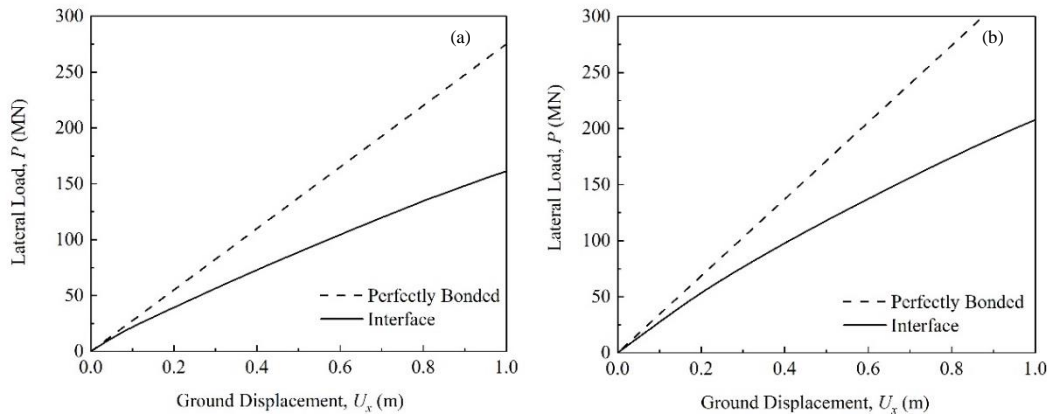 300
250
200
150
100
50
0
Lateral Load, P (MN)
(a)
Perfectly Bonded
Interface
0.0 0.2 0.4 0.6 0.8 1.0
Ground Displacement, Uₓ (m)
300
250
200
150
100
50
0
Lateral Load, P (MN)
(b)
Perfectly Bonded
Interface
0.0 0.2 0.4 0.6 0.8 1.0
Ground Displacement, Uₓ (m)